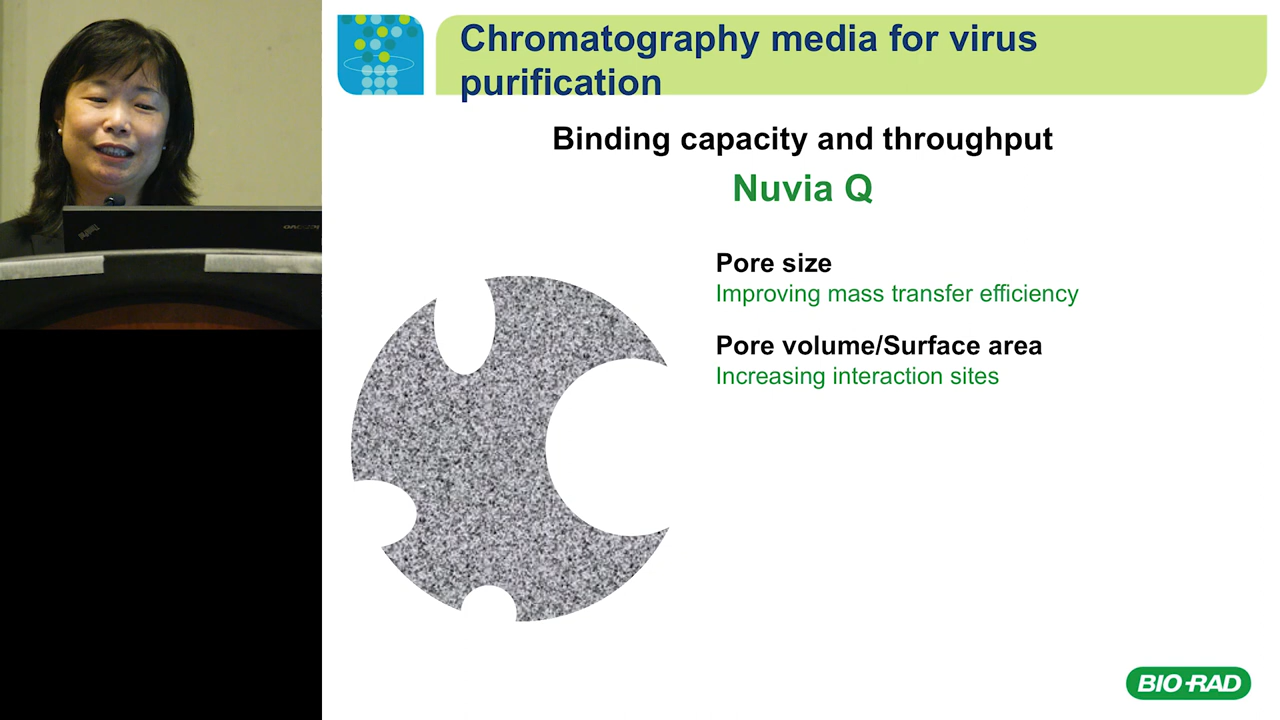 Chromatography media for virus
purification
Binding capacity and throughput
Nuvia Q
Pore size
Improving mass transfer efficiency
Pore volume/Surface area
Increasing interaction sites
BIO-RAD